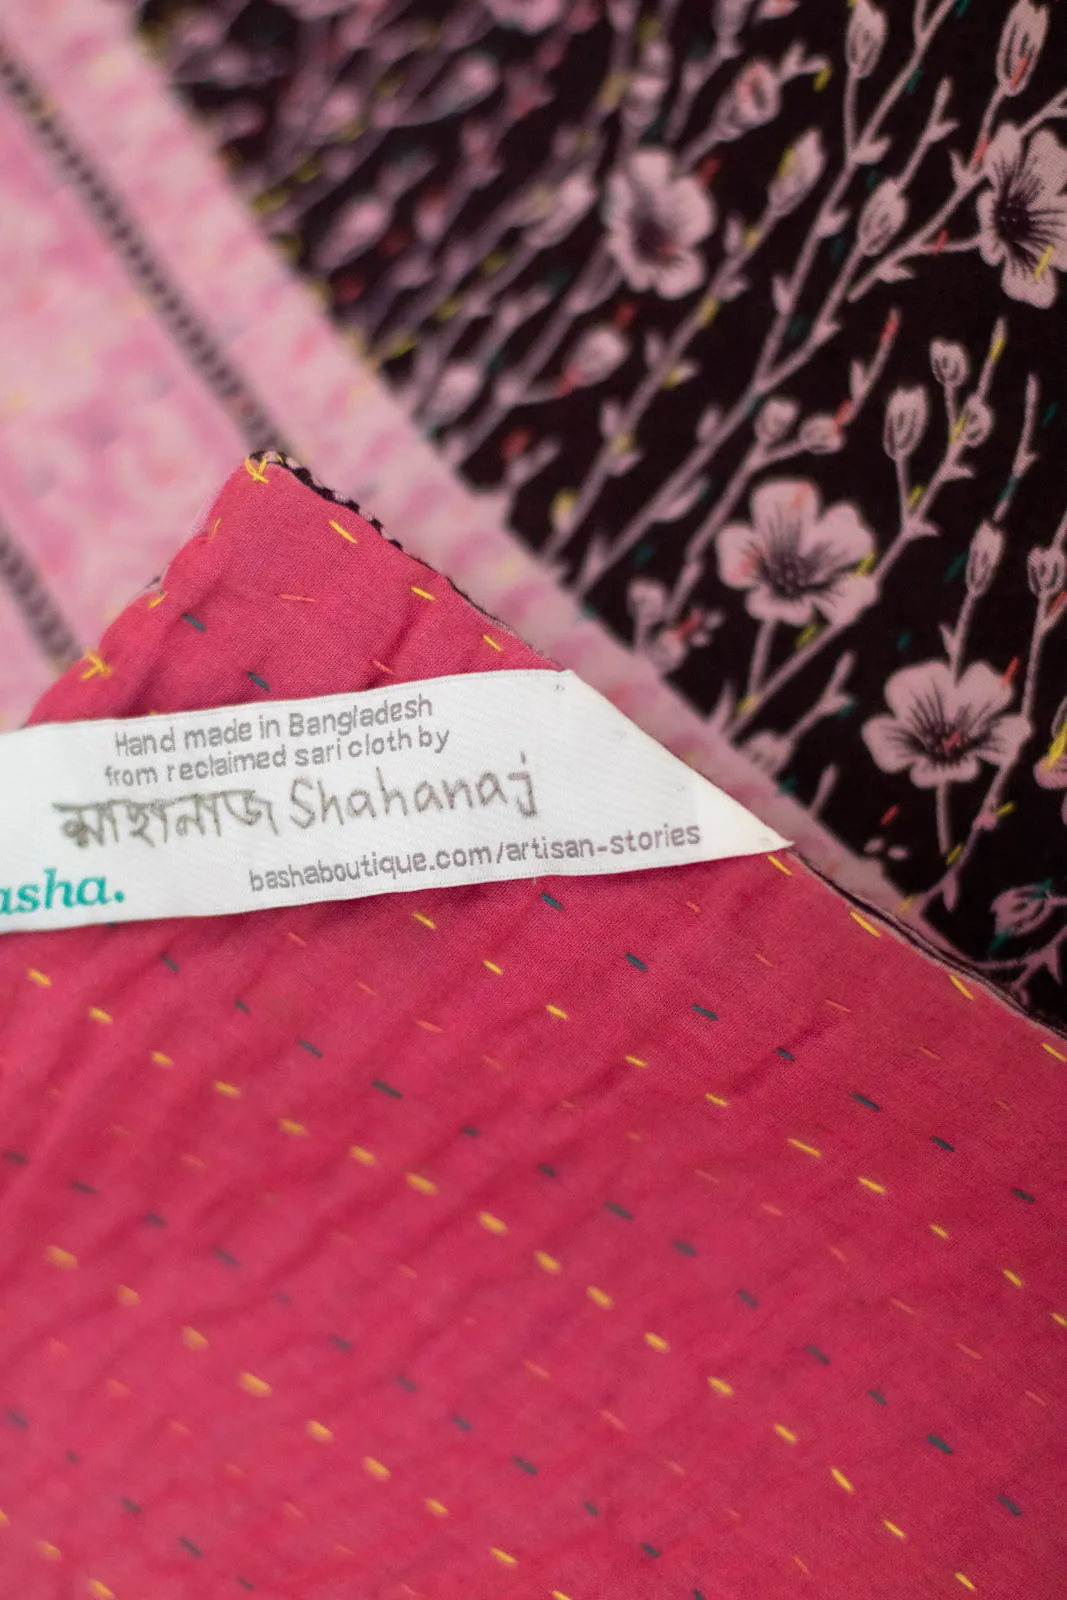 Hand made in Bangladesh
from reclaimed sari cloth by
সাহানাজ Shahanaj
bashaboutique.com/artisan-stories
asha.